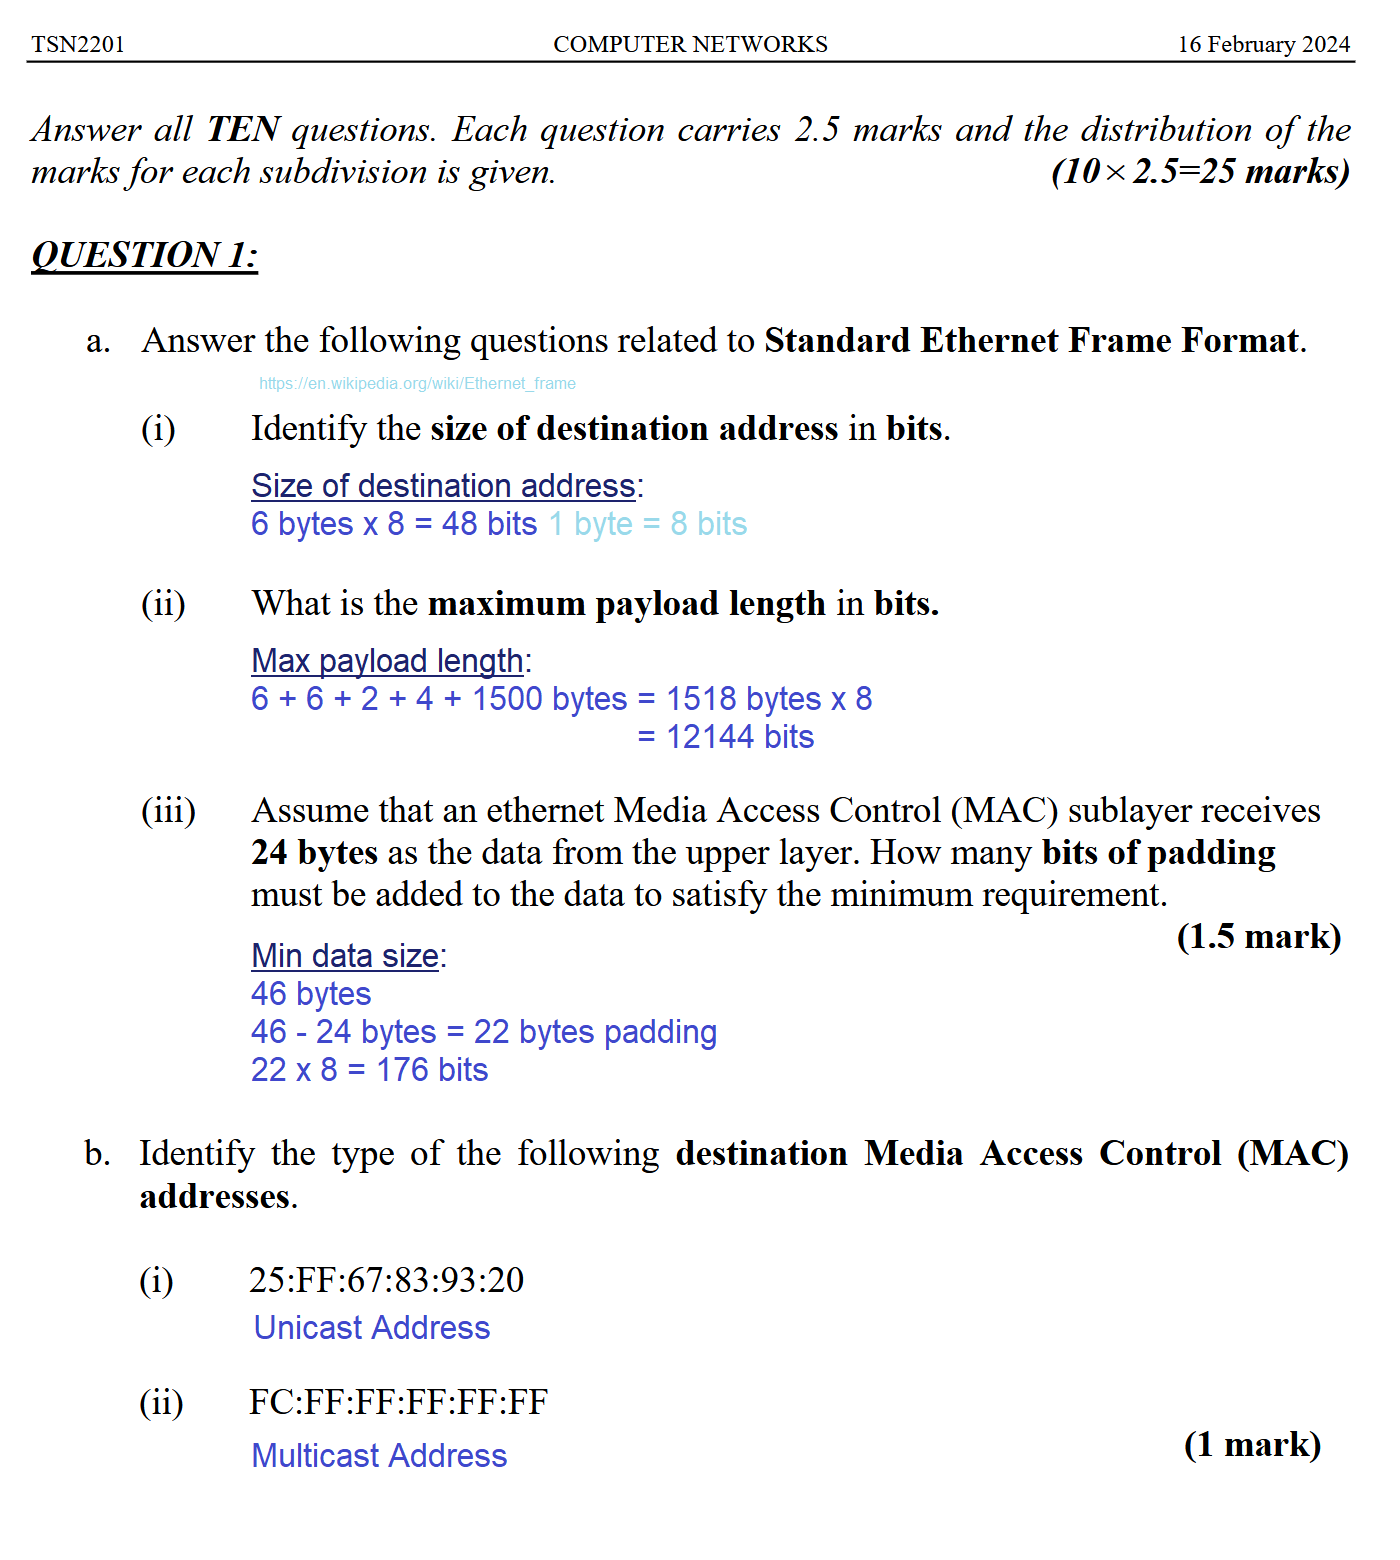 TSN2201 COMPUTER NETWORKS 16 February 2024
Answer all TEN questions. Each question carries 2.5 marks and the distribution of the
marks for each subdivision is given. (10 × 2.5=25 marks)
QUESTION 1:
a. Answer the following questions related to Standard Ethernet Frame Format.
https://en.wikipedia.org/wiki/Ethernet_frame
(i) Identify the size of destination address in bits.
Size of destination address:
6 bytes x 8 = 48 bits 1 byte = 8 bits
(ii) What is the maximum payload length in bits.
Max payload length:
6 + 6 + 2 + 4 + 1500 bytes = 1518 bytes x 8
= 12144 bits
(iii) Assume that an ethernet Media Access Control (MAC) sublayer receives
24 bytes as the data from the upper layer. How many bits of padding
must be added to the data to satisfy the minimum requirement.
(1.5 mark)
Min data size:
46 bytes
46 - 24 bytes = 22 bytes padding
22 x 8 = 176 bits
b. Identify the type of the following destination Media Access Control (MAC)
addresses.
(i) 25:FF:67:83:93:20
Unicast Address
(ii) FC:FF:FF:FF:FF:FF
(1 mark)
Multicast Address